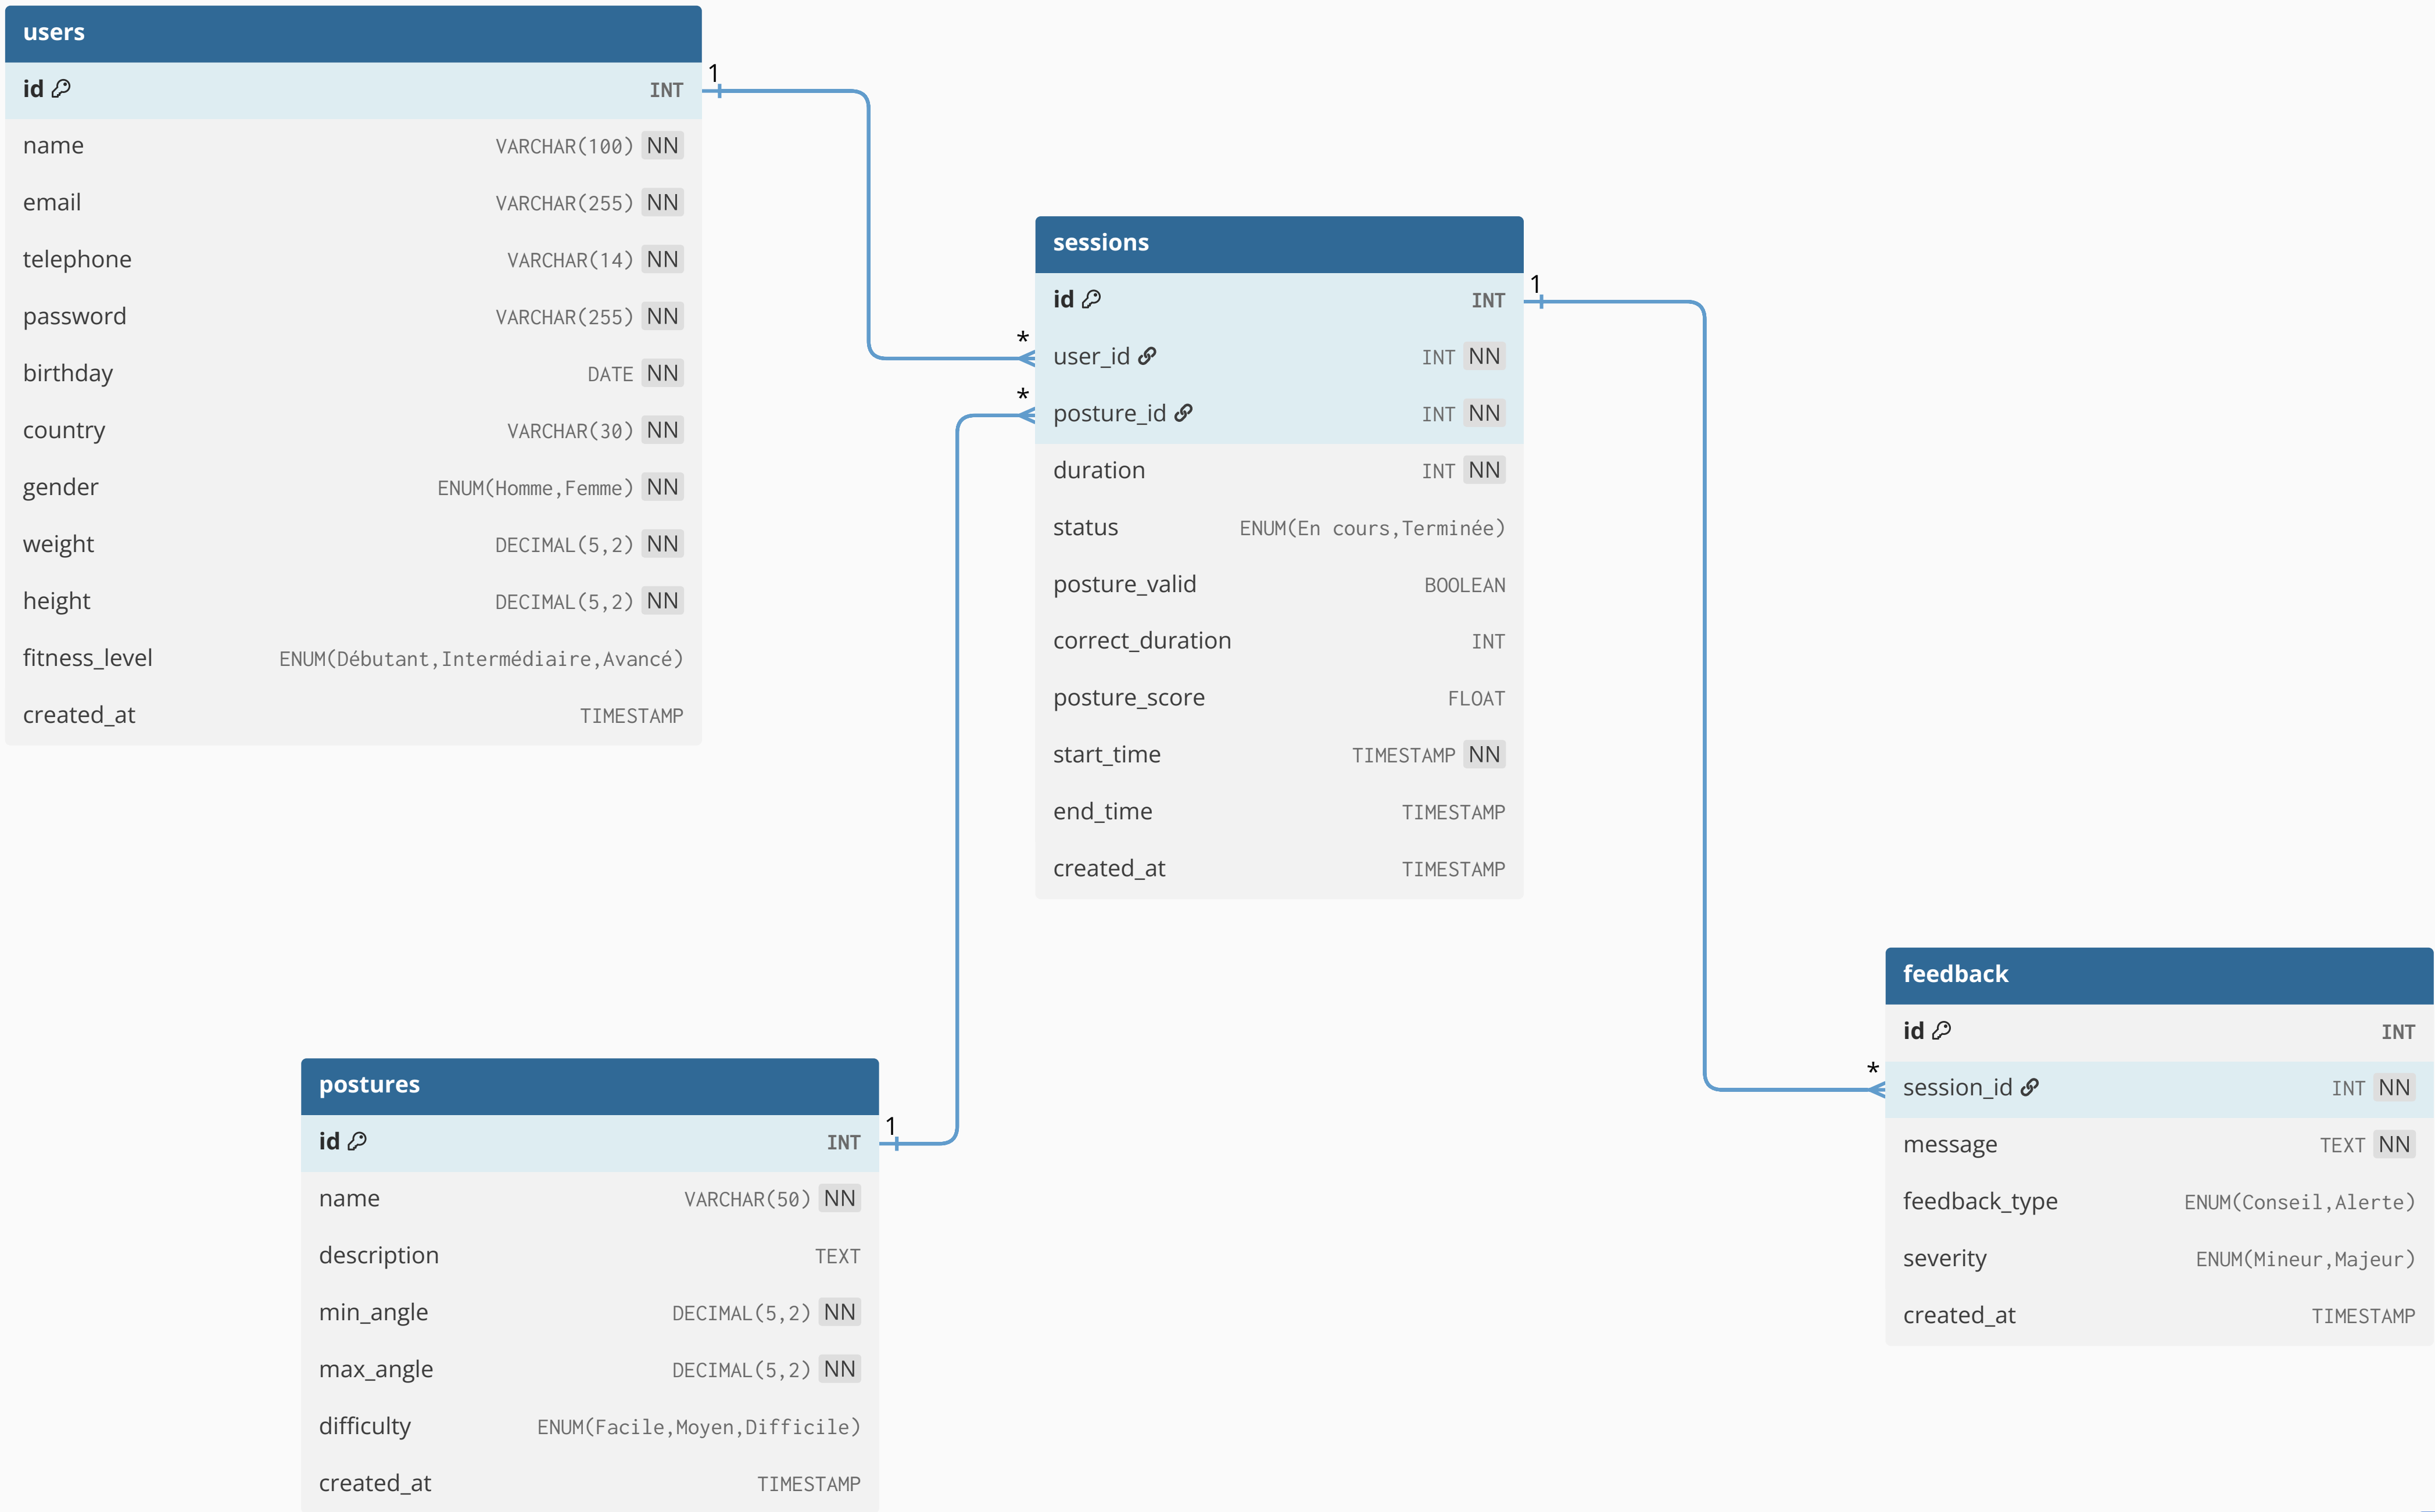 users
id INT
name VARCHAR(100) NN
email VARCHAR(255) NN
telephone VARCHAR(14) NN
password VARCHAR(255) NN
birthday DATE NN
country VARCHAR(30) NN
gender ENUM(Homme,Femme) NN
weight DECIMAL(5,2) NN
height DECIMAL(5,2) NN
fitness_level ENUM(Débutant,Intermédiaire,Avancé)
created_at TIMESTAMP
1
*
*
sessions
id INT
user_id INT NN
posture_id INT NN
duration INT NN
status ENUM(En cours,Terminée)
posture_valid BOOLEAN
correct_duration INT
posture_score FLOAT
start_time TIMESTAMP NN
end_time TIMESTAMP
created_at TIMESTAMP
1
*
postures
id INT
name VARCHAR(50) NN
description TEXT
min_angle DECIMAL(5,2) NN
max_angle DECIMAL(5,2) NN
difficulty ENUM(Facile,Moyen,Difficile)
created_at TIMESTAMP
1
feedback
id INT
session_id INT NN
message TEXT NN
feedback_type ENUM(Conseil,Alerte)
severity ENUM(Mineur,Majeur)
created_at TIMESTAMP